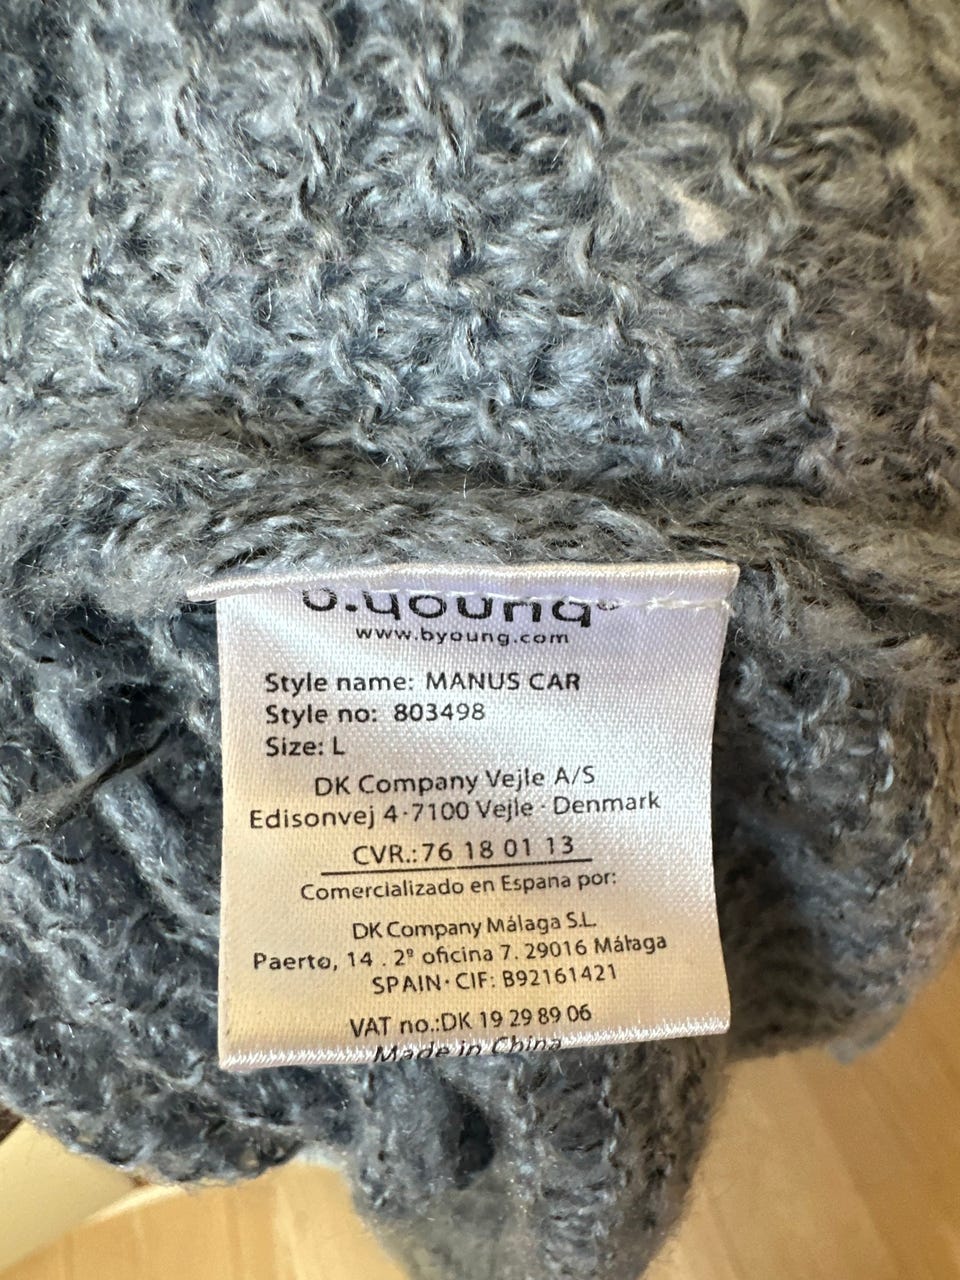 b.young®
www.byoung.com
Style name: MANUS CAR
Style no: 803498
Size: L
DK Company Vejle A/S
Edisonvej 4·7100 Vejle · Denmark
CVR.:76 18 01 13
Comercializado en Espana por:
DK Company Málaga S.L.
Paerto, 14 . 2º oficina 7. 29016 Málaga
SPAIN· CIF: B92161421
VAT no.:DK 19 29 89 06
Made in China